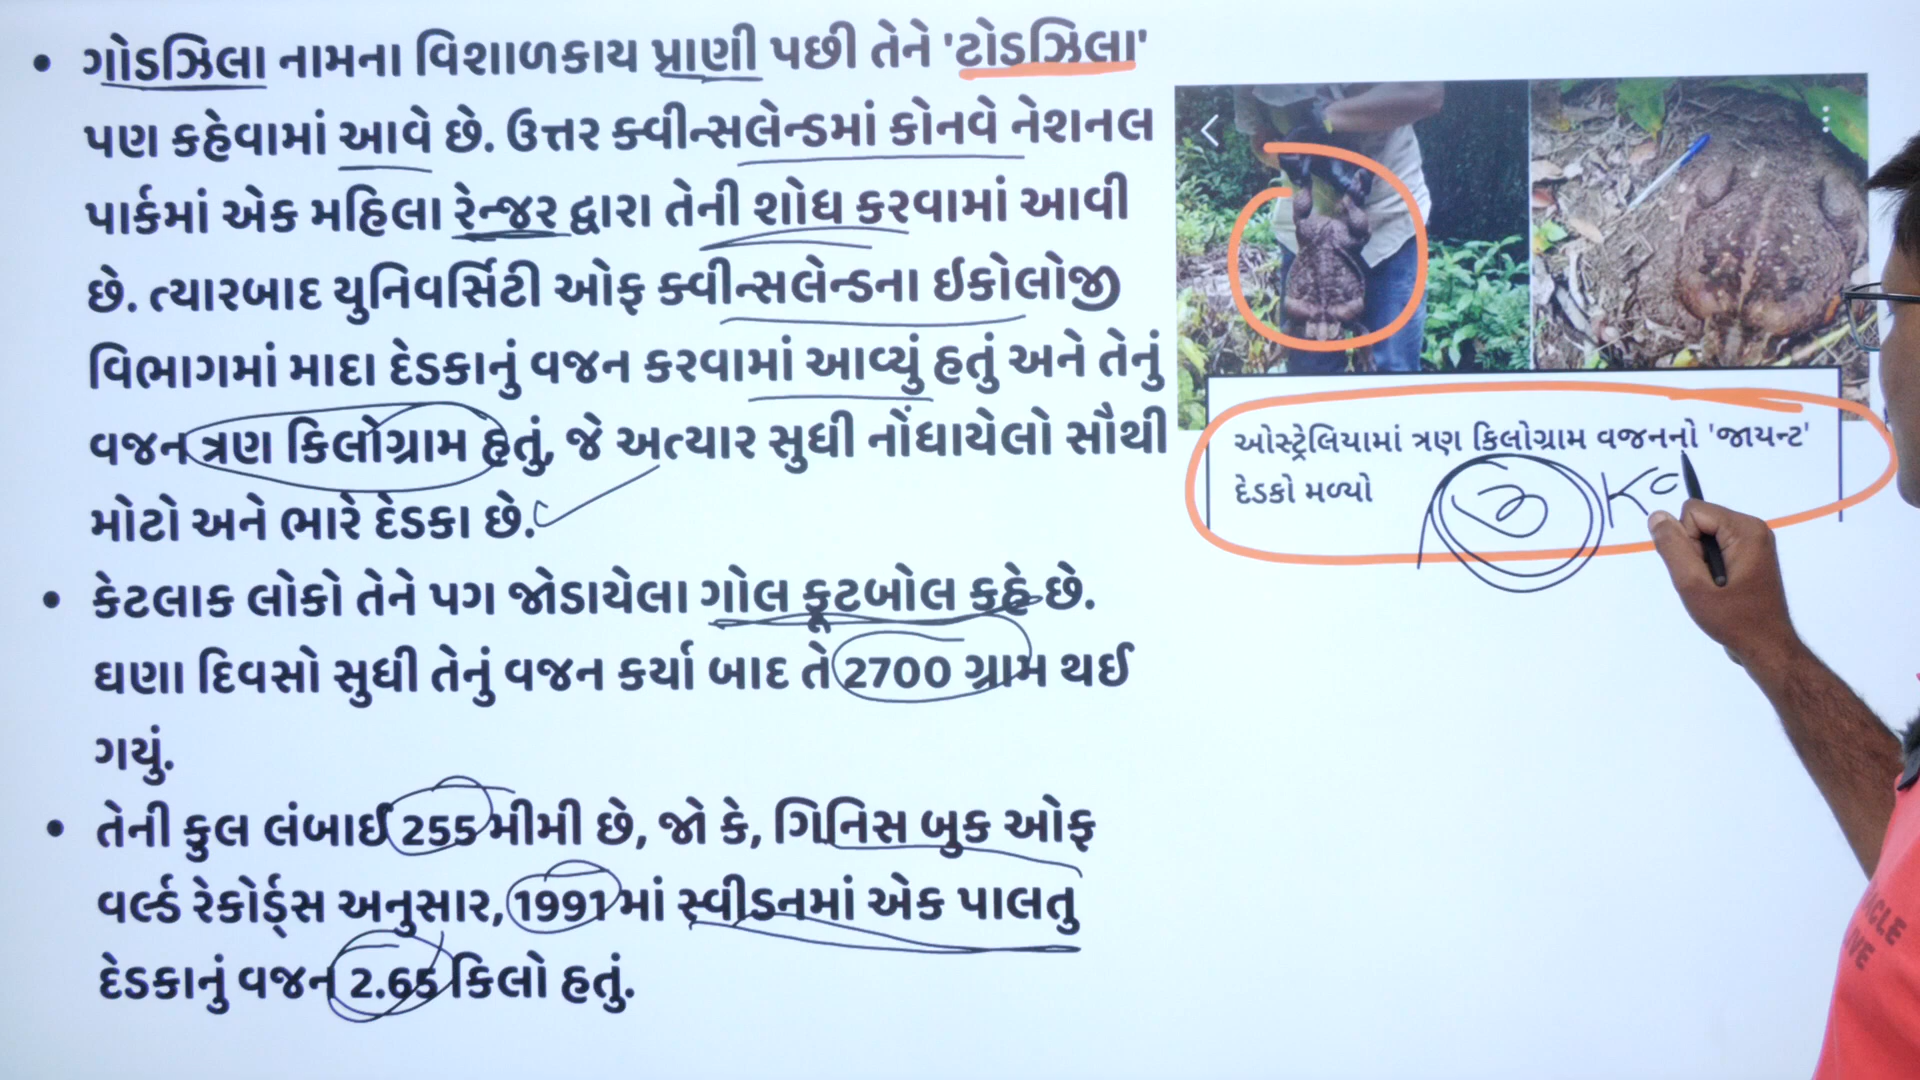 • ગોડઝિલા નામના વિશાળકાય પ્રાણી પછી તેને 'ટોડઝિલા'
પણ કહેવામાં આવે છે. ઉત્તર ક્વીન્સલેન્ડમાં કોનવે નેશનલ
પાર્કમાં એક મહિલા રેન્જર દ્વારા તેની શોધ કરવામાં આવી
છે. ત્યારબાદ યુનિવર્સિટી ઓફ ક્વીન્સલેન્ડના ઇકોલોજી
વિભાગમાં માદા દેડકાનું વજન કરવામાં આવ્યું હતું અને તેનું
વજન ત્રણ કિલોગ્રામ હતું, જે અત્યાર સુધી નોંધાયેલો સૌથી
મોટો અને ભારે દેડકા છે.
• કેટલાક લોકો તેને પગ જોડાયેલા ગોલ ફૂટબોલ કહે છે.
ઘણા દિવસો સુધી તેનું વજન કર્યા બાદ તે 2700 ગ્રામ થઈ
ગયું.
• તેની કુલ લંબાઈ 255 મીમી છે, જો કે, ગિનિસ બુક ઓફ
વર્લ્ડ રેકોર્ડ્સ અનુસાર, 1991 માં સ્વીડનમાં એક પાલતુ
દેડકાનું વજન 2.65 કિલો હતું.
ઓસ્ટ્રેલિયામાં ત્રણ કિલોગ્રામ વજનનો 'જાયન્ટ'
દેડકો મળ્યો
3